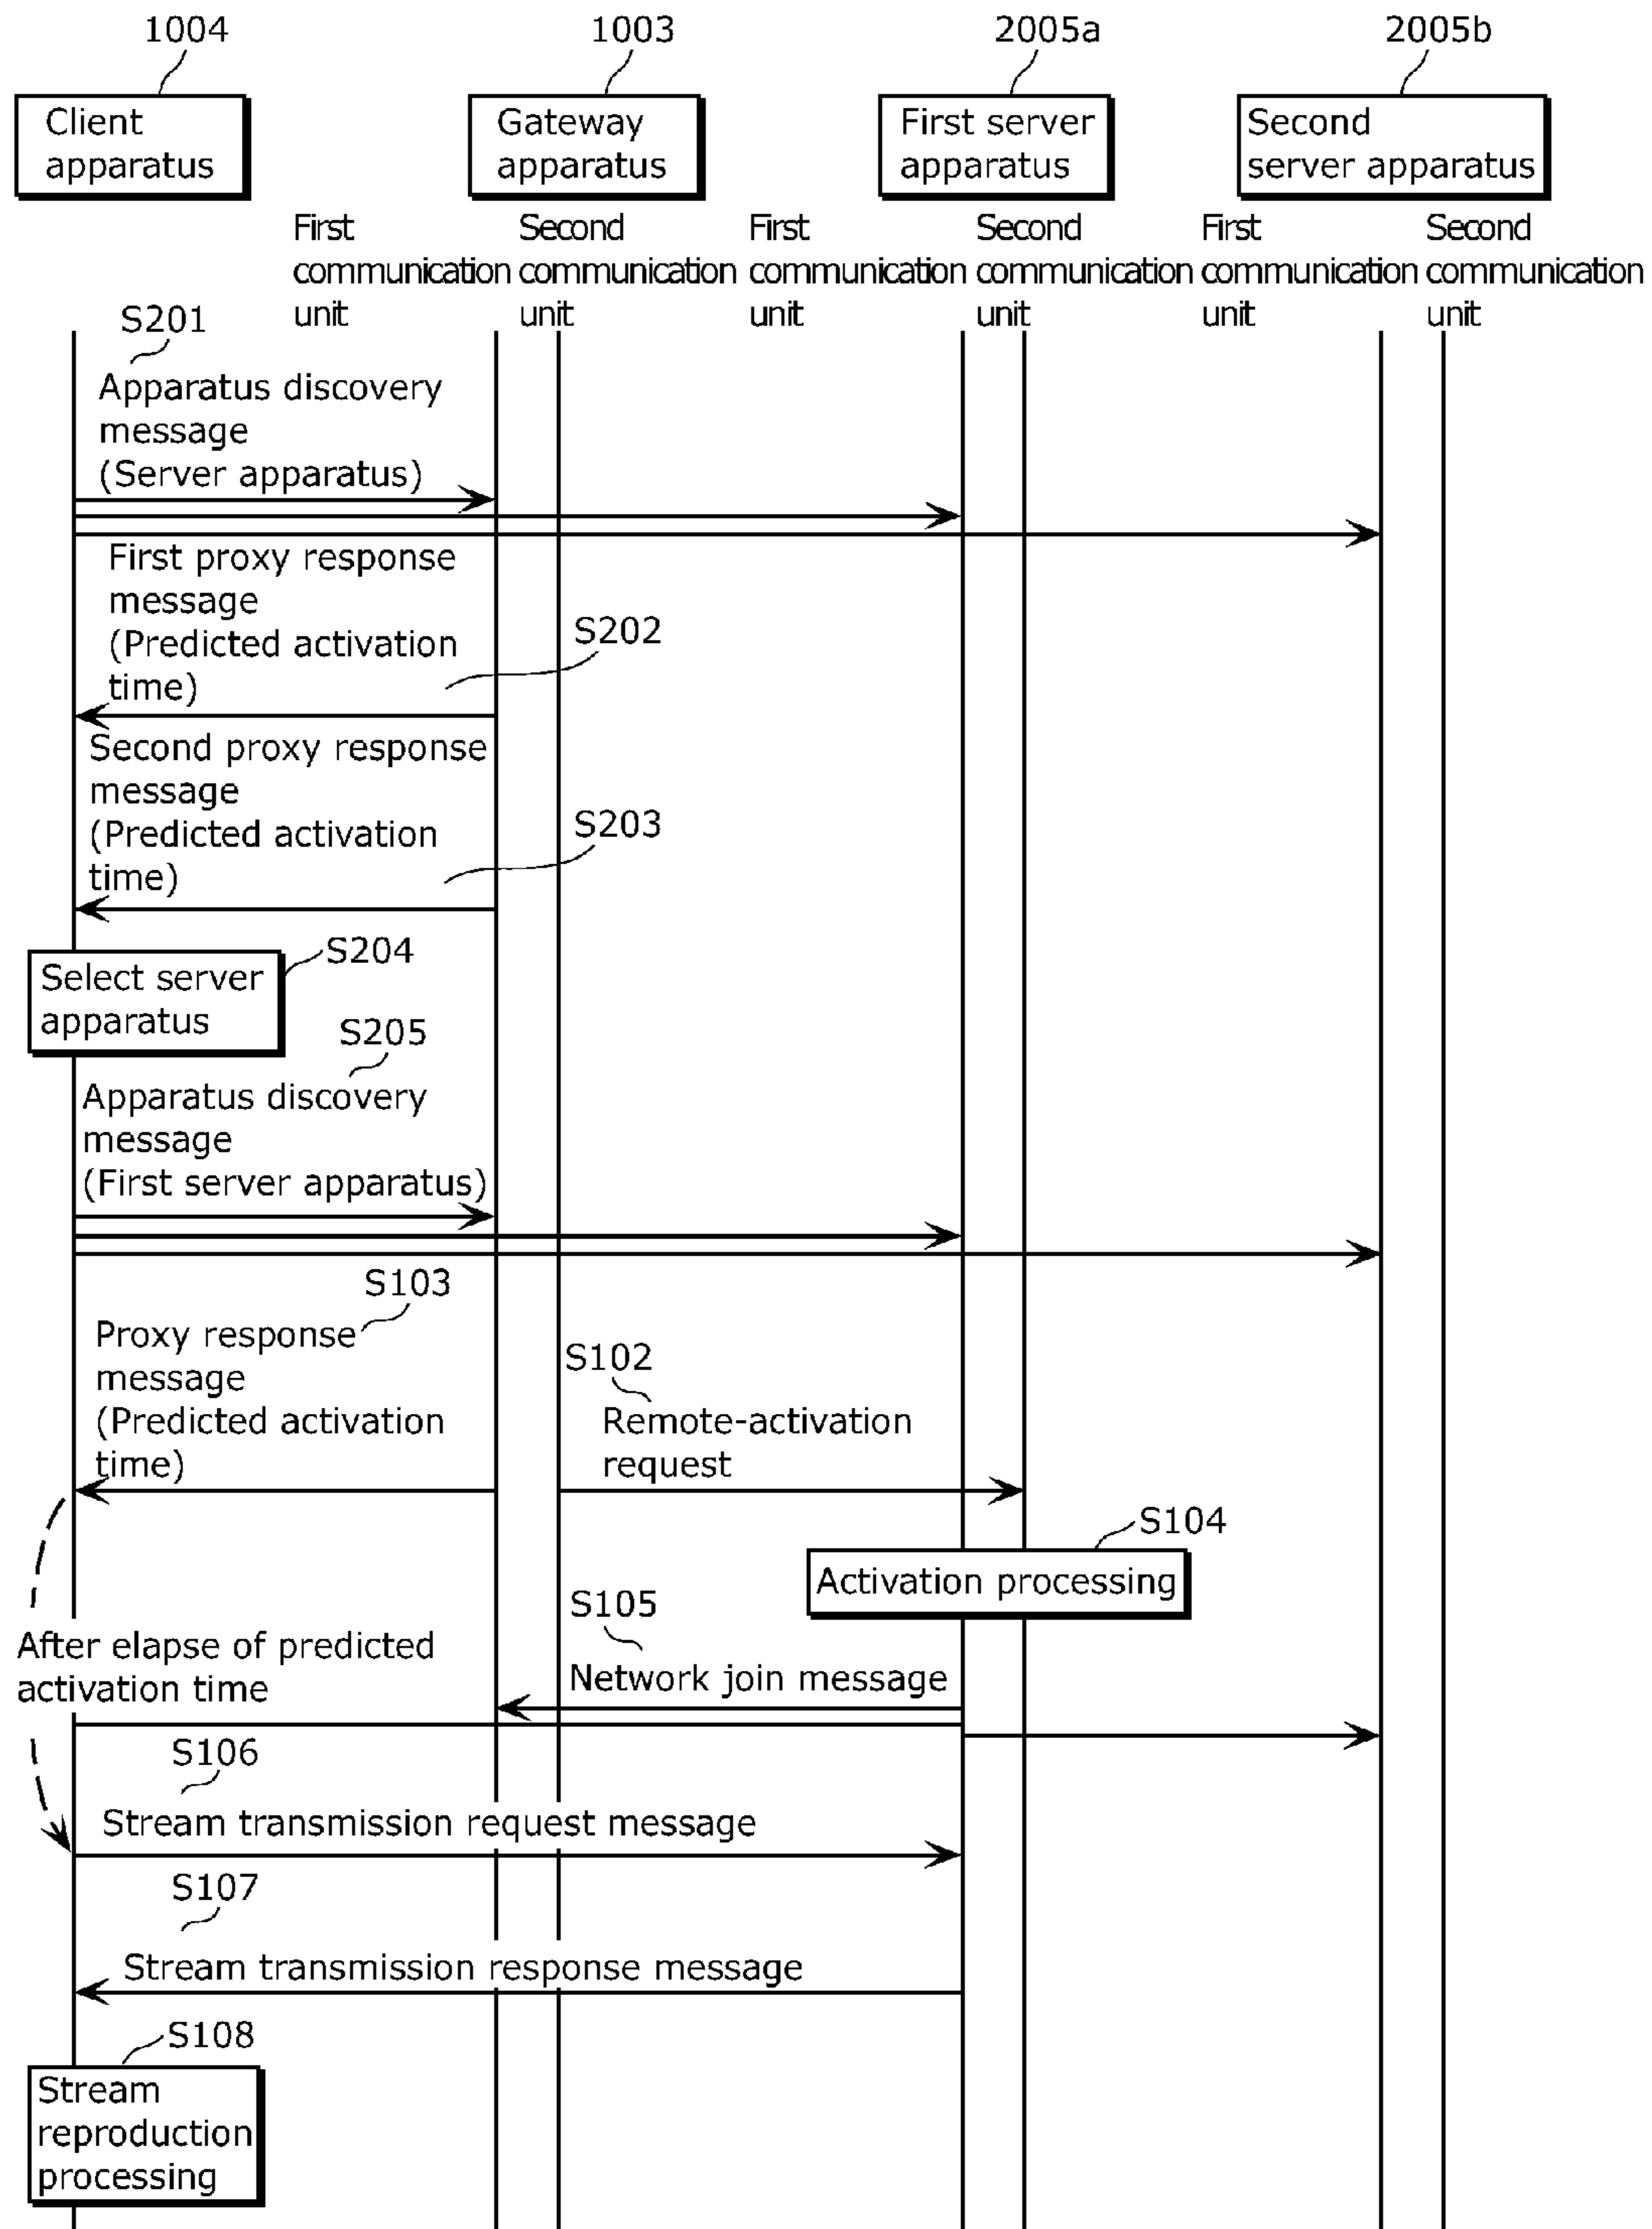 1004
1003
2005a
2005b
Client
apparatus
Gateway
apparatus
First server
apparatus
Second
server apparatus
First
communication
unit
Second
communication
unit
First
communication
unit
Second
communication
unit
First
communication
unit
Second
communication
unit
S201
Apparatus discovery
message
(Server apparatus)
First proxy response
message
(Predicted activation
time)
S202
Second proxy response
message
(Predicted activation
time)
S203
S204
Select server
apparatus
S205
Apparatus discovery
message
(First server apparatus)
S103
Proxy response
message
(Predicted activation
time)
S102
Remote-activation
request
S104
Activation processing
S105
Network join message
After elapse of predicted
activation time
S106
Stream transmission request message
S107
Stream transmission response message
S108
Stream
reproduction
processing